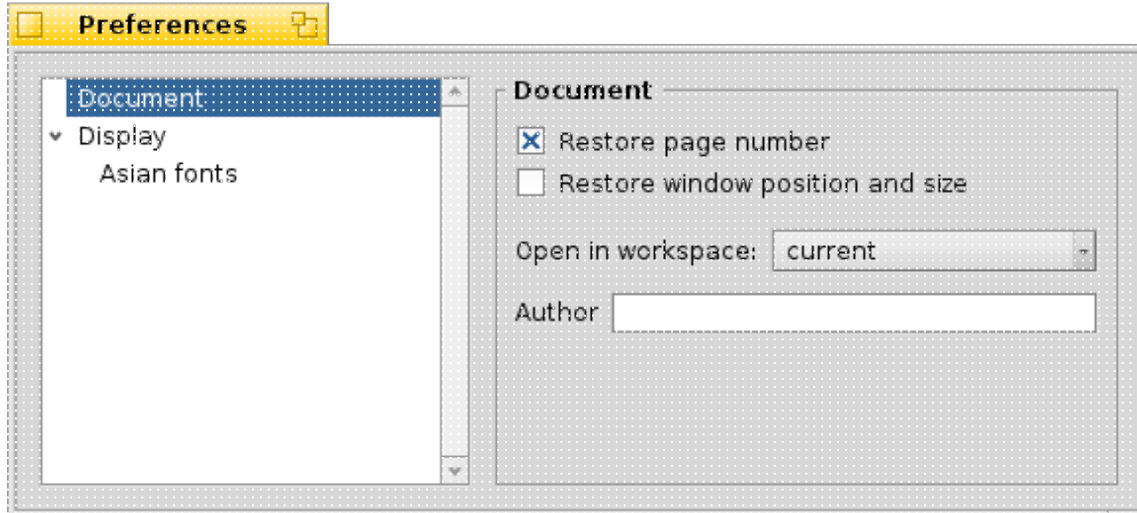 Preferences
Document
Display
Asian fonts
Document
Restore page number
Restore window position and size
Open in workspace: current
Author